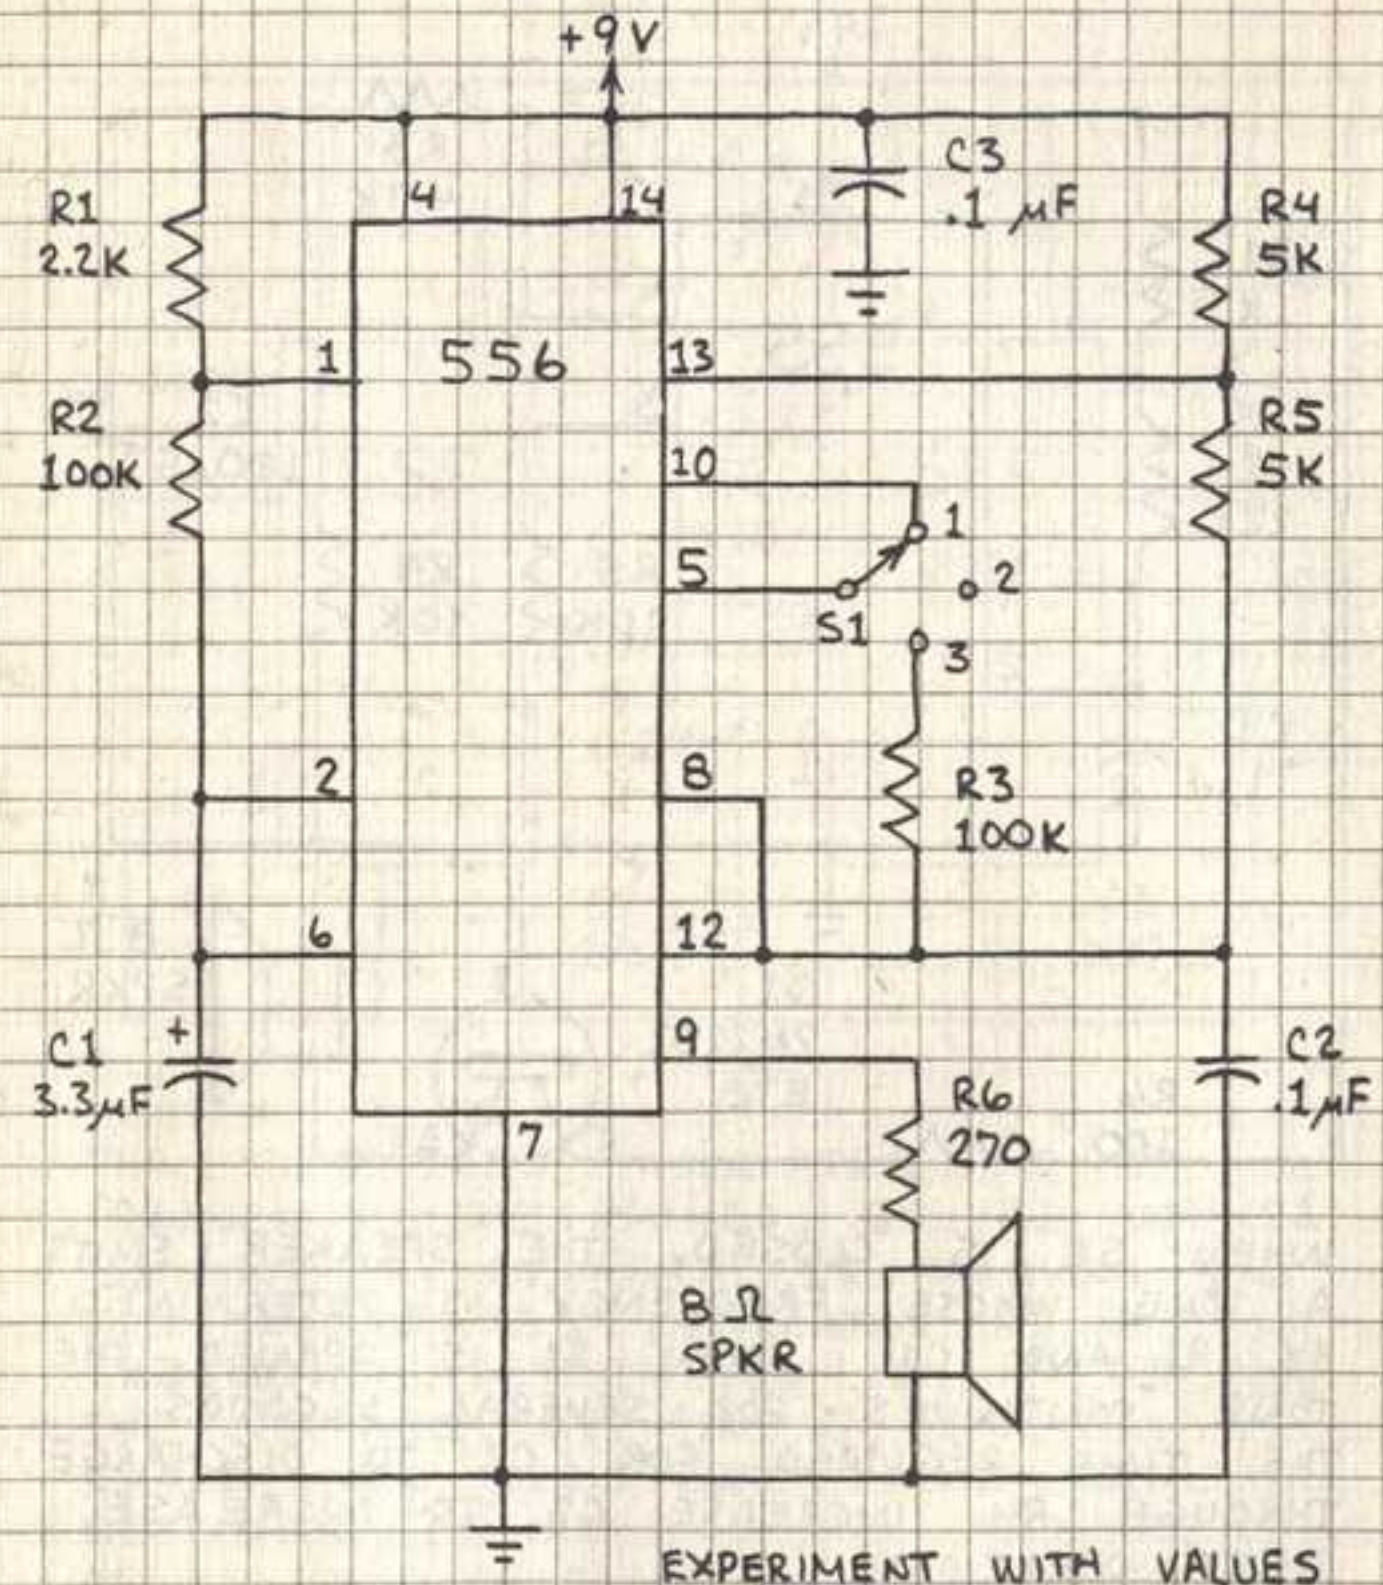 +9V
C3
.1 µF
4
14
R1
2.2K
R4
5K
1
556
13
R2
100K
R5
5K
10
1
5
2
S1
3
2
8
R3
100K
6
12
C1
+
3.3µF
9
C2
.1µF
R6
270
7
8 Ω
SPKR
EXPERIMENT WITH VALUES